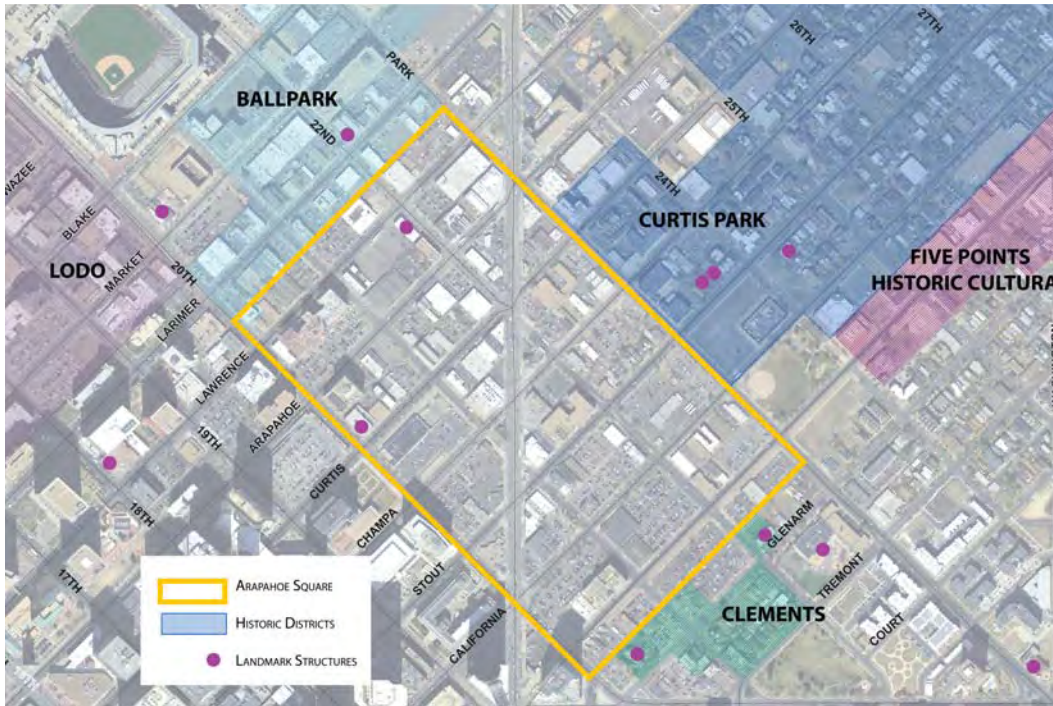 PARK
26TH
27TH
BALLPARK
22ND
25TH
WAZEE
BLAKE
MARKET
LODO
20TH
LARIMER
24TH
CURTIS PARK
FIVE POINTS
HISTORIC CULTURA
LAWRENCE
ARAPAHOE
19TH
CURTIS
18TH
CHAMPA
17TH
STOUT
CALIFORNIA
GLENARM
TREMONT
CLEMENTS
COURT
ARAPAHOE SQUARE
HISTORIC DISTRICTS
LANDMARK STRUCTURES